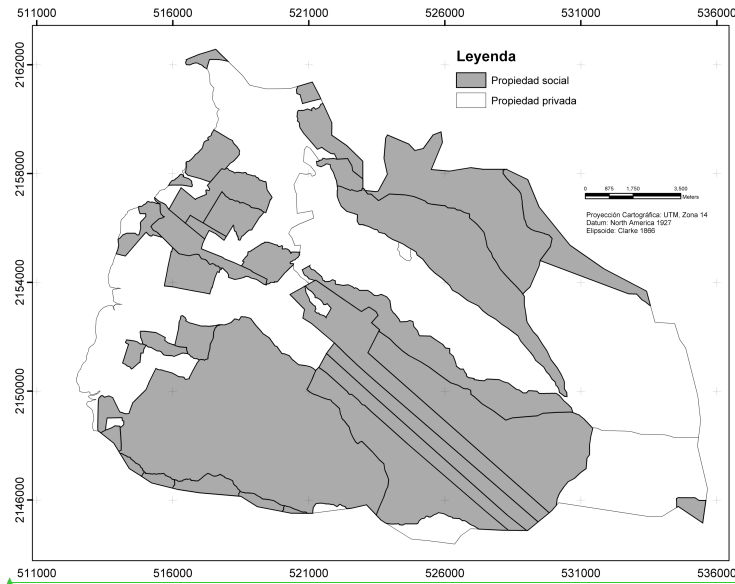 511000 516000 521000 526000 531000 536000
2162000
2158000
2154000
2150000
2146000
Leyenda
Propiedad social
Propiedad privada
0 875 1,750 3,500
Meters
Proyección Cartográfica: UTM, Zona 14
Datum: North America 1927
Elipsoide: Clarke 1866
511000 516000 521000 526000 531000 536000